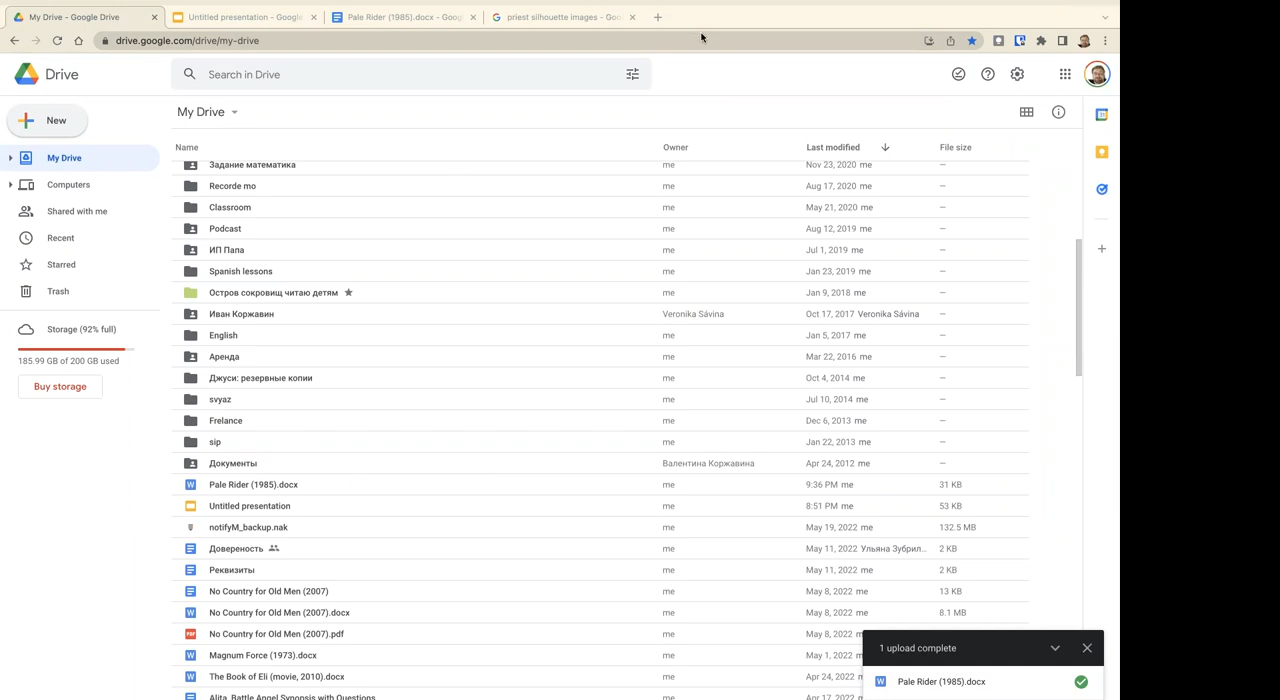 My Drive - Google Drive
Untitled presentation - Google
Pale Rider (1985).docx - Goog
priest silhouette images - Goo
drive.google.com/drive/my-drive
Drive
Search in Drive
New
My Drive
Computers
Shared with me
Recent
Starred
Trash
Storage (92% full)
185.99 GB of 200 GB used
Buy storage
My Drive
Name Owner Last modified File size
Задание математика me Nov 23, 2020 me –
Recorde mo me Aug 17, 2020 me –
Classroom me May 21, 2020 me –
Podcast me Aug 12, 2019 me –
ИП Папа me Jul 1, 2019 me –
Spanish lessons me Jan 23, 2019 me –
Остров сокровищ читаю детям me Jan 9, 2018 me –
Иван Коржавин Veronika Sávina Oct 17, 2017 Veronika Sávina –
English me Jan 5, 2017 me –
Аренда me Mar 22, 2016 me –
Джуси: резервные копии me Oct 4, 2014 me –
svyaz me Jul 10, 2014 me –
Frelance me Dec 6, 2013 me –
sip me Jan 22, 2013 me –
Документы Валентина Коржавина Apr 24, 2012 me –
Pale Rider (1985).docx me 9:36 PM me 31 KB
Untitled presentation me 8:51 PM me 53 KB
notifyM_backup.nak me May 19, 2022 me 132.5 MB
Довереность me May 11, 2022 Ульяна Зубрил... 2 KB
Реквизиты me May 11, 2022 me 2 KB
No Country for Old Men (2007) me May 8, 2022 me 13 KB
No Country for Old Men (2007).docx me May 8, 2022 me 8.1 MB
No Country for Old Men (2007).pdf me May 8, 2022 m
Magnum Force (1973).docx me May 1, 2022 me
The Book of Eli (movie, 2010).docx me Apr 24, 2022 m
Alita, Battle Angel Synopsis with Questions me Apr 17, 2022 m
1 upload complete
Pale Rider (1985).docx